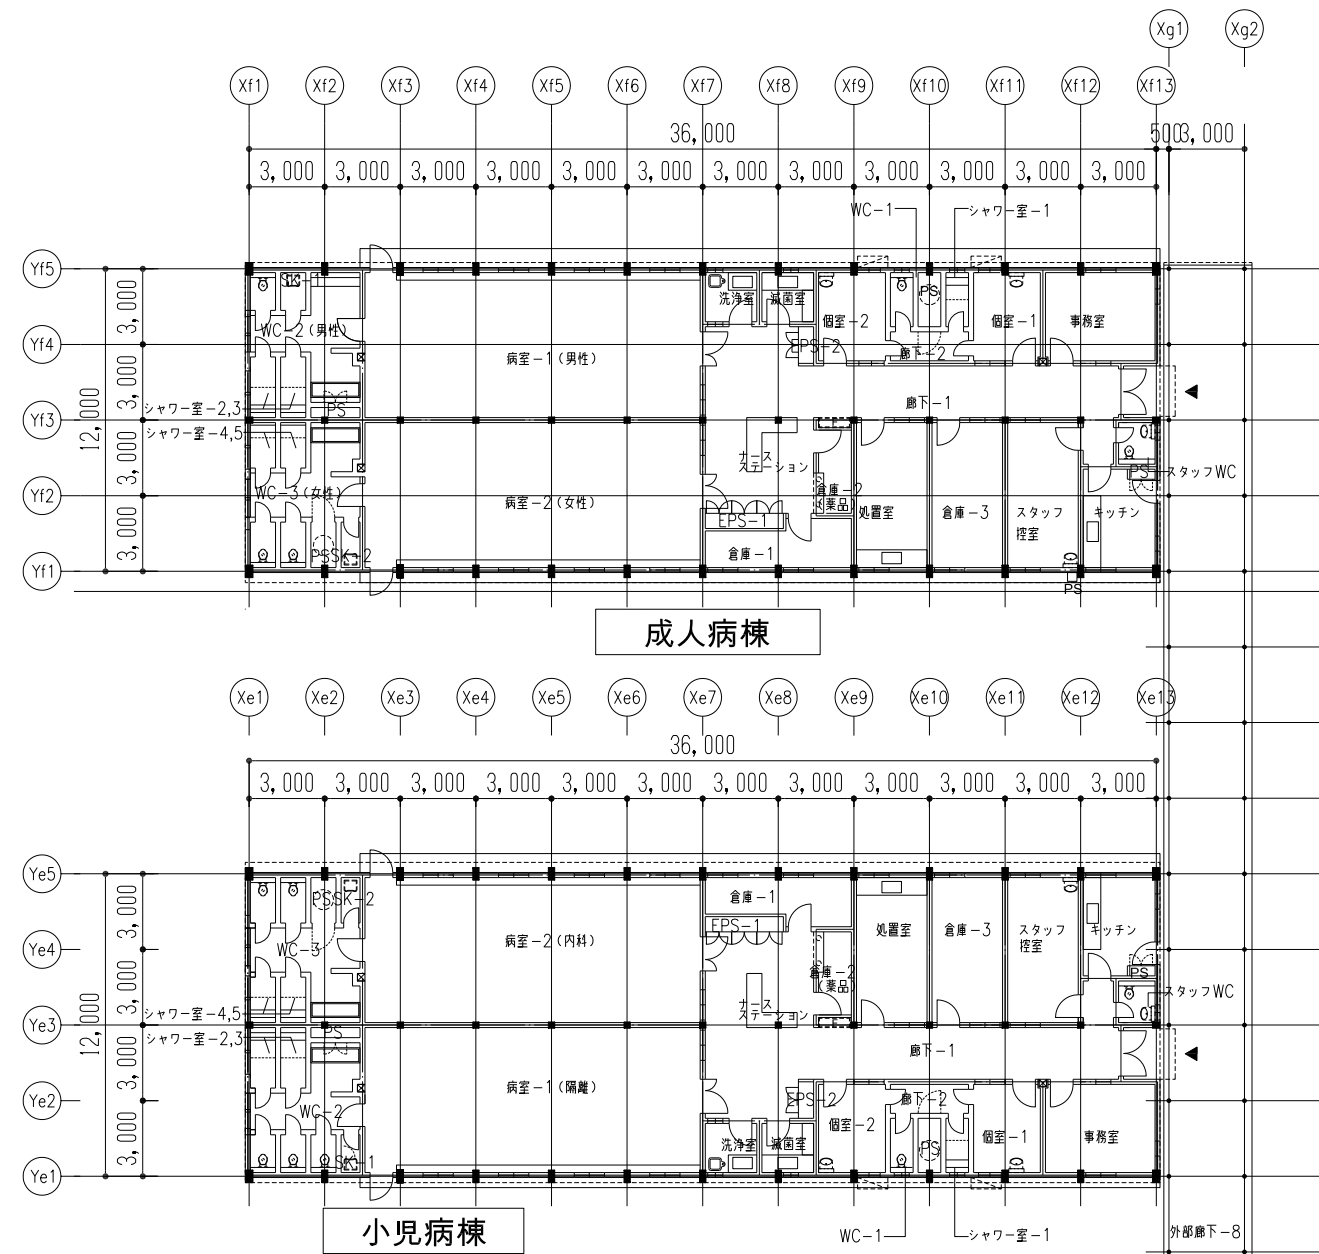 Xg1 Xg2
Xf1 Xf2 Xf3 Xf4 Xf5 Xf6 Xf7 Xf8 Xf9 Xf10 Xf11 Xf12 Xf13
36,000 500 3,000
3,000 3,000 3,000 3,000 3,000 3,000 3,000 3,000 3,000 3,000 3,000 3,000
WC-1 シャワー室-1
Yf5
Yf4
Yf3
Yf2
Yf1
12,000
3,000
3,000
3,000
3,000
SK-1
WC-2(男性)
シャワー室-2,3
PS
シャワー室-4,5
WC-3(女性)
PS SK-2
病室-1(男性)
病室-2(女性)
洗浄室
滅菌室
個室-2
PS
個室-1
事務室
EPS-2
廊下-2
廊下-1
ナース
ステーション
倉庫-2
(薬品)
EPS-1
倉庫-1
処置室
倉庫-3
スタッフ
控室
キッチン
PS
スタッフWC
PS
成人病棟
Xe1 Xe2 Xe3 Xe4 Xe5 Xe6 Xe7 Xe8 Xe9 Xe10 Xe11 Xe12 Xe13
36,000
3,000 3,000 3,000 3,000 3,000 3,000 3,000 3,000 3,000 3,000 3,000 3,000
Ye5
Ye4
Ye3
Ye2
Ye1
12,000
3,000
3,000
3,000
3,000
PS SK-2
WC-3
シャワー室-4,5
シャワー室-2,3
PS
WC-2
SK-1
病室-2(内科)
病室-1(隔離)
倉庫-1
EPS-1
倉庫-2
(薬品)
ナース
ステーション
処置室
倉庫-3
スタッフ
控室
キッチン
PS
スタッフWC
廊下-1
EPS-2
廊下-2
洗浄室
滅菌室
個室-2
PS
個室-1
事務室
WC-1 シャワー室-1
外部廊下-8
小児病棟